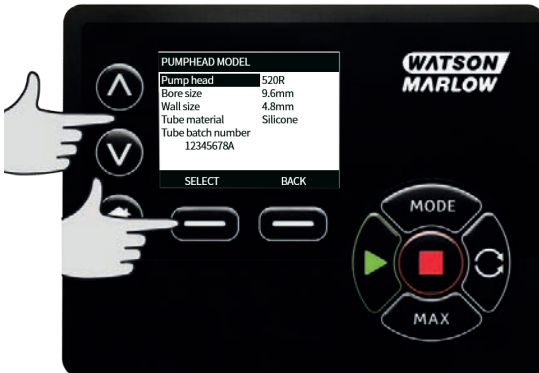 PUMPHEAD MODEL
Pump head 520R
Bore size 9.6mm
Wall size 4.8mm
Tube material Silicone
Tube batch number
12345678A
SELECT BACK
WATSON
MARLOW
MODE
MAX